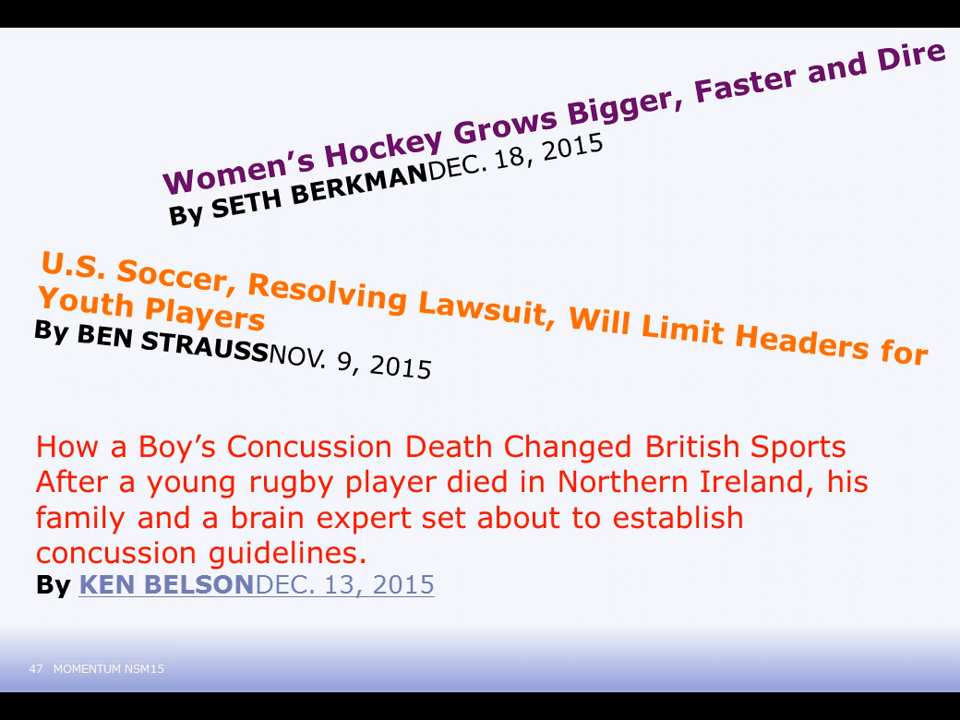 Women’s Hockey Grows Bigger, Faster and Dire
By SETH BERKMANDEC. 18, 2015
U.S. Soccer, Resolving Lawsuit, Will Limit Headers for
Youth Players
By BEN STRAUSSNOV. 9, 2015
How a Boy’s Concussion Death Changed British Sports
After a young rugby player died in Northern Ireland, his
family and a brain expert set about to establish
concussion guidelines.
By KEN BELSONDEC. 13, 2015
47 MOMENTUM NSM15